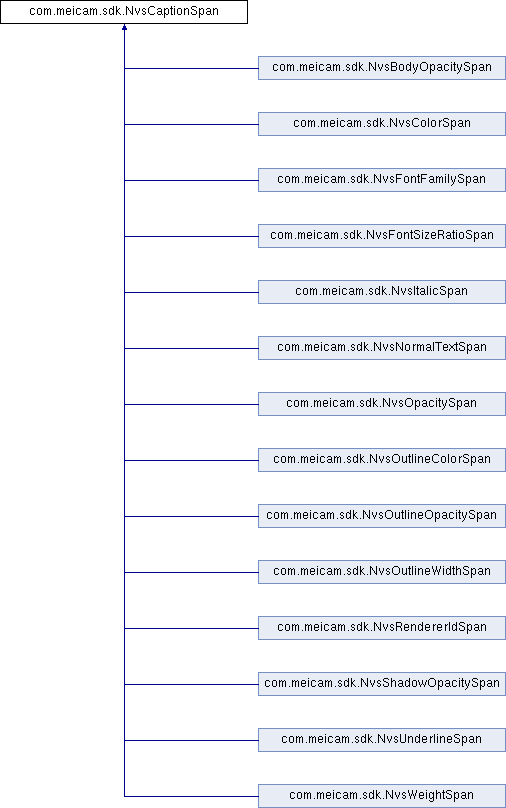 com.meicam.sdk.NvsCaptionSpan
com.meicam.sdk.NvsBodyOpacitySpan
com.meicam.sdk.NvsColorSpan
com.meicam.sdk.NvsFontFamilySpan
com.meicam.sdk.NvsFontSizeRatioSpan
com.meicam.sdk.NvsItalicSpan
com.meicam.sdk.NvsNormalTextSpan
com.meicam.sdk.NvsOpacitySpan
com.meicam.sdk.NvsOutlineColorSpan
com.meicam.sdk.NvsOutlineOpacitySpan
com.meicam.sdk.NvsOutlineWidthSpan
com.meicam.sdk.NvsRendererIdSpan
com.meicam.sdk.NvsShadowOpacitySpan
com.meicam.sdk.NvsUnderlineSpan
com.meicam.sdk.NvsWeightSpan